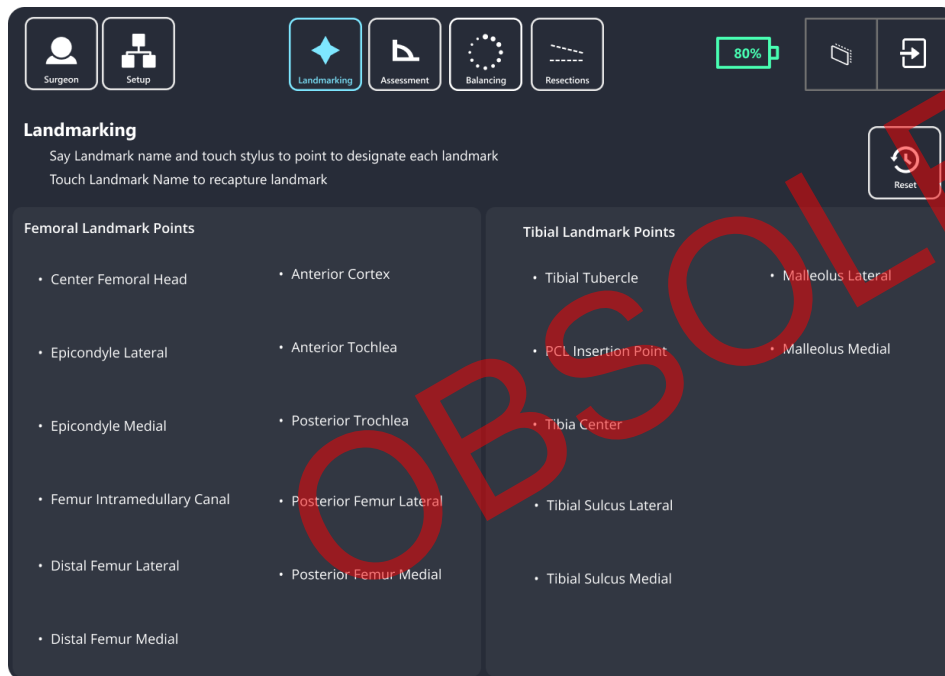 Surgeon
Setup
Landmarking
Assessment
Balancing
Resections
80%
Landmarking
Say Landmark name and touch stylus to point to designate each landmark
Touch Landmark Name to recapture landmark
Reset
Femoral Landmark Points
• Center Femoral Head
• Epicondyle Lateral
• Epicondyle Medial
• Femur Intramedullary Canal
• Distal Femur Lateral
• Distal Femur Medial
• Anterior Cortex
• Anterior Tochlea
• Posterior Trochlea
• Posterior Femur Lateral
• Posterior Femur Medial
Tibial Landmark Points
• Tibial Tubercle
• PCL Insertion Point
• Tibia Center
• Tibial Sulcus Lateral
• Tibial Sulcus Medial
• Malleolus Lateral
• Malleolus Medial
OBSOLE